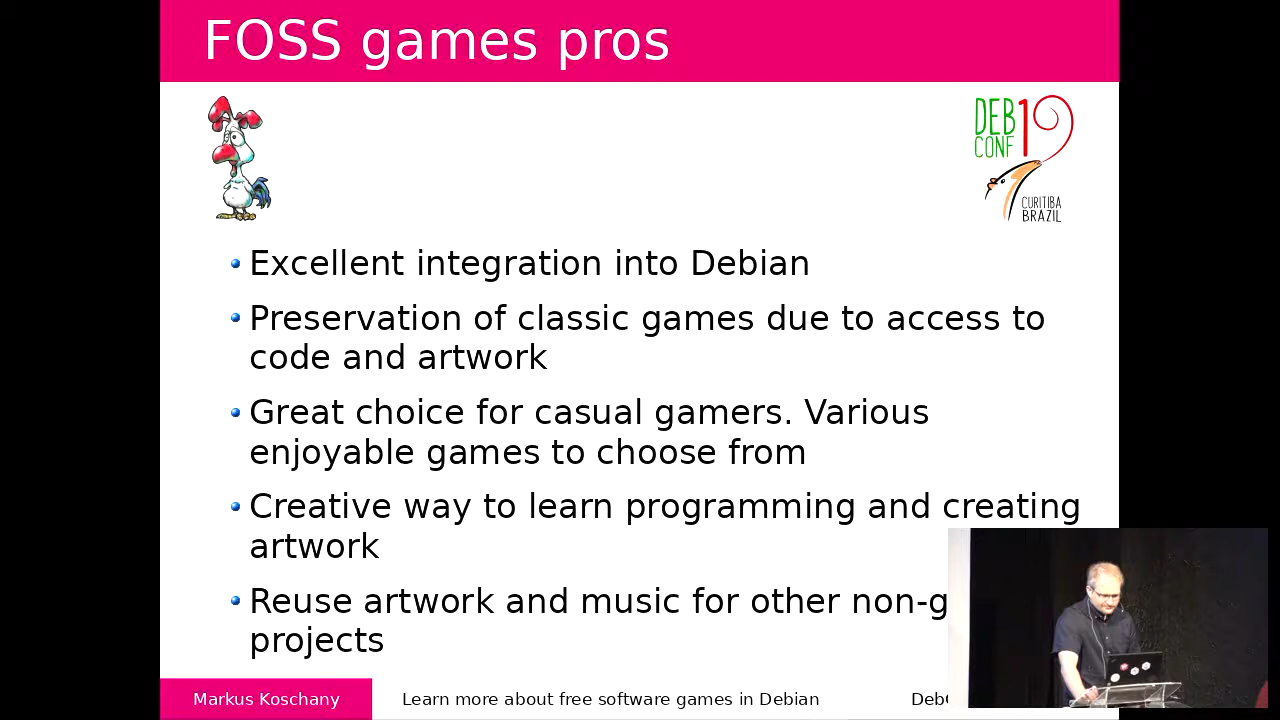 FOSS games pros
DEB
CONF
19
CURITIBA
BRAZIL
Excellent integration into Debian
Preservation of classic games due to access to
code and artwork
Great choice for casual gamers. Various
enjoyable games to choose from
Creative way to learn programming and creating
artwork
Reuse artwork and music for other non-g
projects
Markus Koschany
Learn more about free software games in Debian
Deb